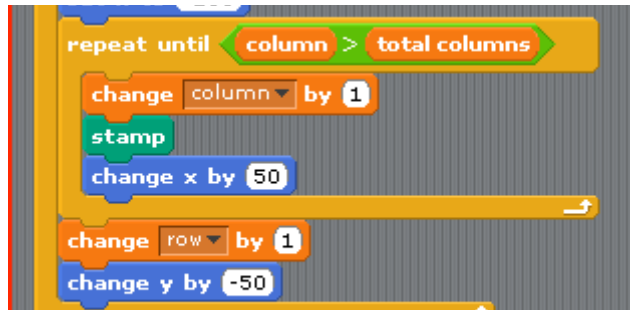 repeat until column > total columns
change column by 1
stamp
change x by 50
change row by 1
change y by -50